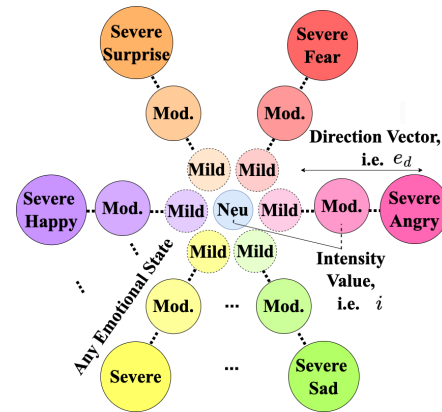 Severe
Surprise
Severe
Fear
Mod.
Mod.
Direction Vector,
i.e. e_d
Mild
Mild
Severe
Happy
Mod.
Mild
Neu
Mild
Mod.
Severe
Angry
Mild
Mild
Any Emotional State
Intensity
Value,
i.e. i
Mod.
...
Mod.
Severe
...
Severe
Sad